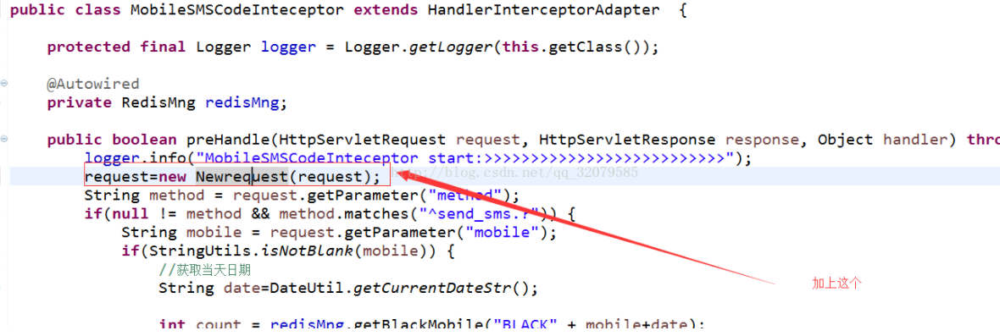 public class MobileSMSCodeInteceptor extends HandlerInterceptorAdapter {
protected final Logger logger = Logger.getLogger(this.getClass());
@Autowired
private RedisMng redisMng;
public boolean preHandle(HttpServletRequest request, HttpServletResponse response, Object handler) thro
logger.info("MobileSMSCodeInteceptor start:>>>>>>>>>>>>>>>>>>>>>>>>>>");
request=new Newrequest(request);
http://blog.csdn.net/qq_32079585
String method = request.getParameter("method");
if(null != method && method.matches("^send_sms.?")) {
String mobile = request.getParameter("mobile");
if(StringUtils.isNotBlank(mobile)) {
//获取当天日期
String date=DateUtil.getCurrentDateStr();
加上这个
int count = redisMng.getBlackMobile("BLACK" + mobile+date);